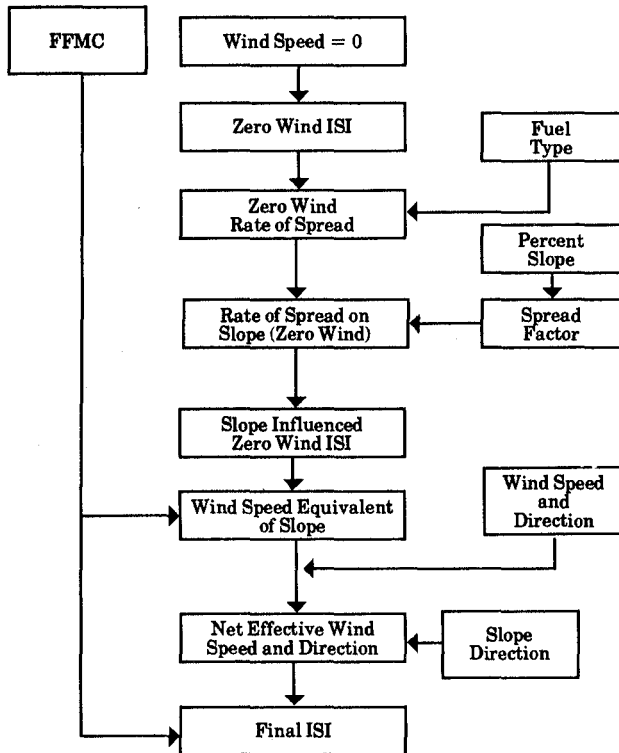 FFMC
Wind Speed = 0
Zero Wind ISI
Fuel
Type
Zero Wind
Rate of Spread
Percent
Slope
Rate of Spread on
Slope (Zero Wind)
Spread
Factor
Slope Influenced
Zero Wind ISI
Wind Speed Equivalent
of Slope
Wind Speed
and
Direction
Net Effective Wind
Speed and Direction
Slope
Direction
Final ISI